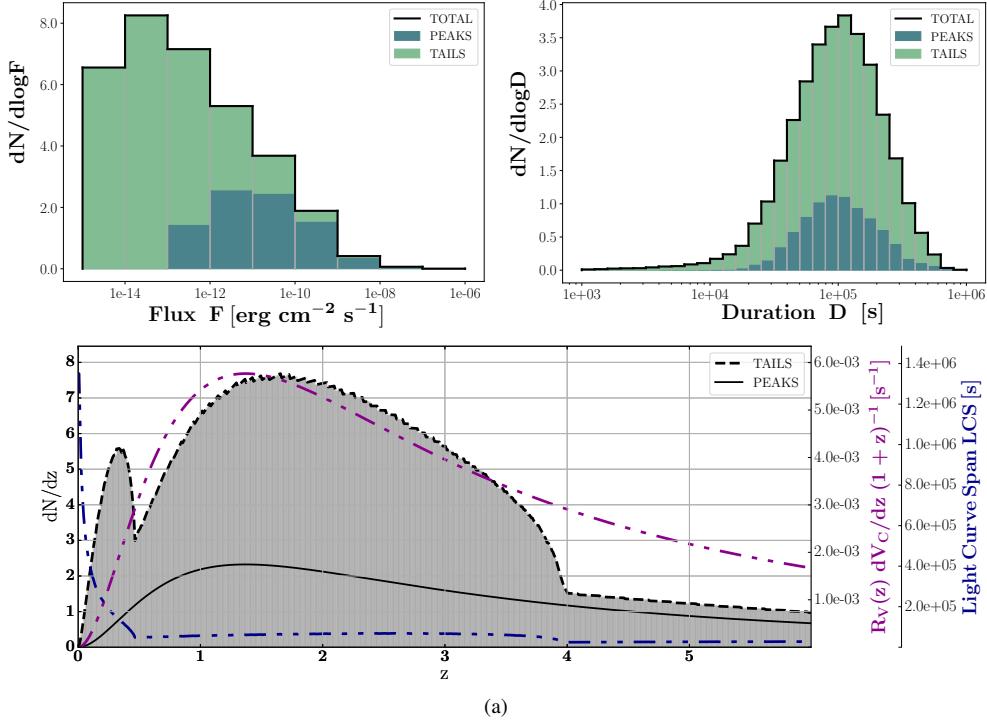 dN/dlogF
8.0
6.0
4.0
2.0
0.0
TOTAL
PEAKS
TAILS
1e-14
1e-12
1e-10
1e-08
1e-06
Flux F [erg cm⁻² s⁻¹]
dN/dlogD
4.0
3.5
3.0
2.5
2.0
1.5
1.0
0.5
0.0
TOTAL
PEAKS
TAILS
1e+03
1e+04
1e+05
1e+06
Duration D [s]
dN/dz
8
7
6
5
4
3
2
1
0
TAILS
PEAKS
0
1
2
3
4
5
z
6.0e-03
5.0e-03
4.0e-03
3.0e-03
2.0e-03
1.0e-03
R_V(z) dV_C/dz (1 + z)⁻¹ [s⁻¹]
1.4e+06
1.2e+06
1.0e+06
8.0e+05
6.0e+05
4.0e+05
2.0e+05
Light Curve Span LCS [s]
(a)